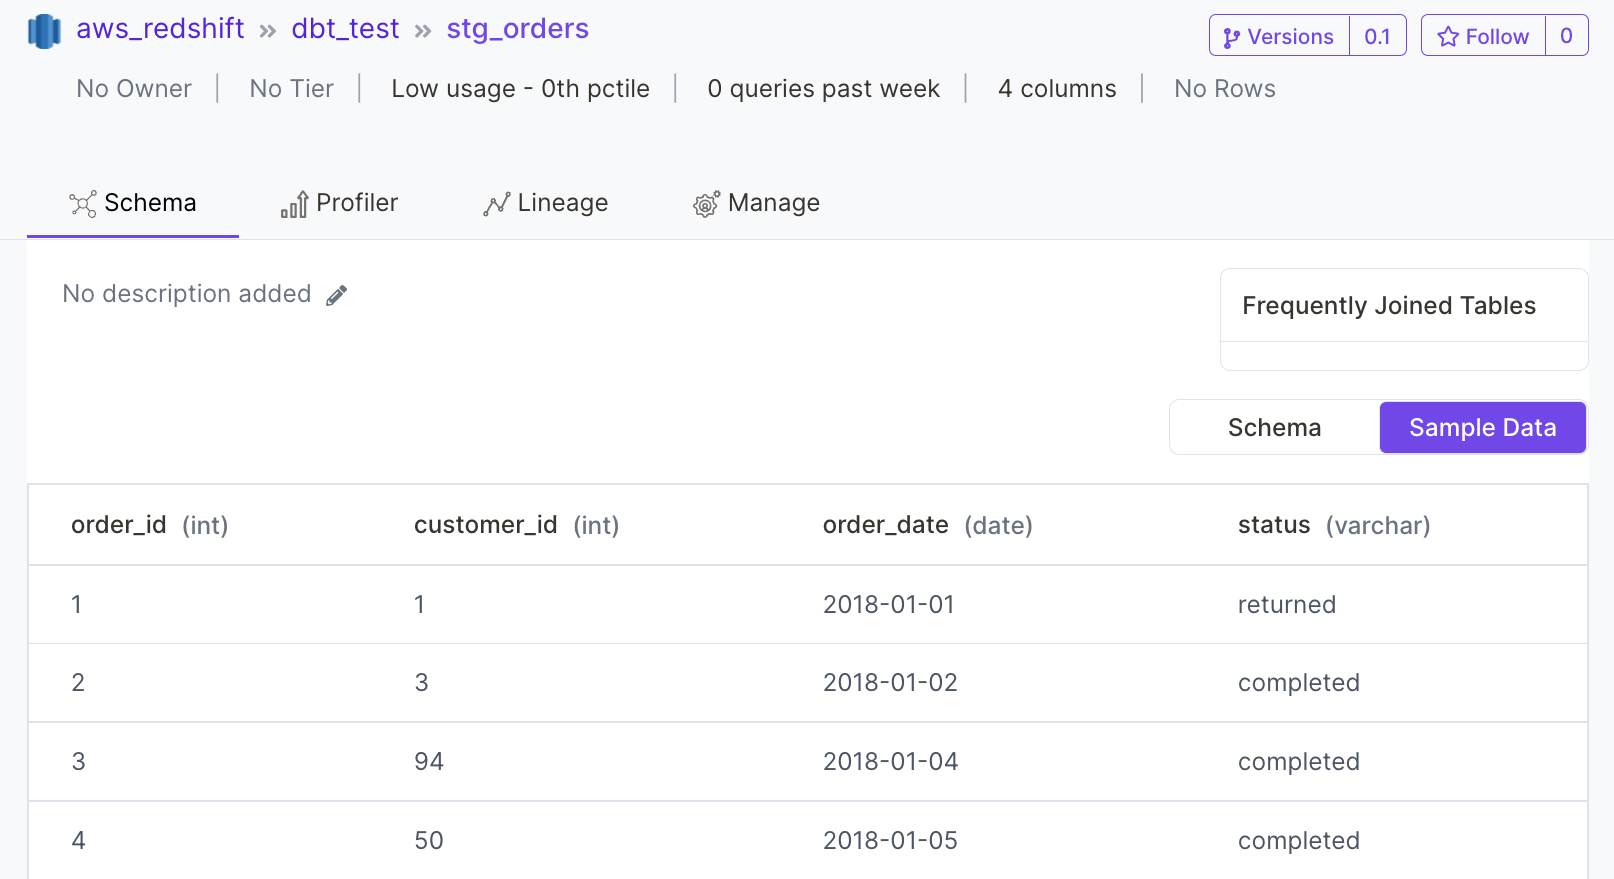 aws_redshift » dbt_test » stg_orders
Versions 0.1 Follow 0
No Owner | No Tier | Low usage - 0th pctile | 0 queries past week | 4 columns | No Rows
Schema Profiler Lineage Manage
No description added
Frequently Joined Tables
Schema Sample Data
order_id (int) customer_id (int) order_date (date) status (varchar)
1 1 2018-01-01 returned
2 3 2018-01-02 completed
3 94 2018-01-04 completed
4 50 2018-01-05 completed